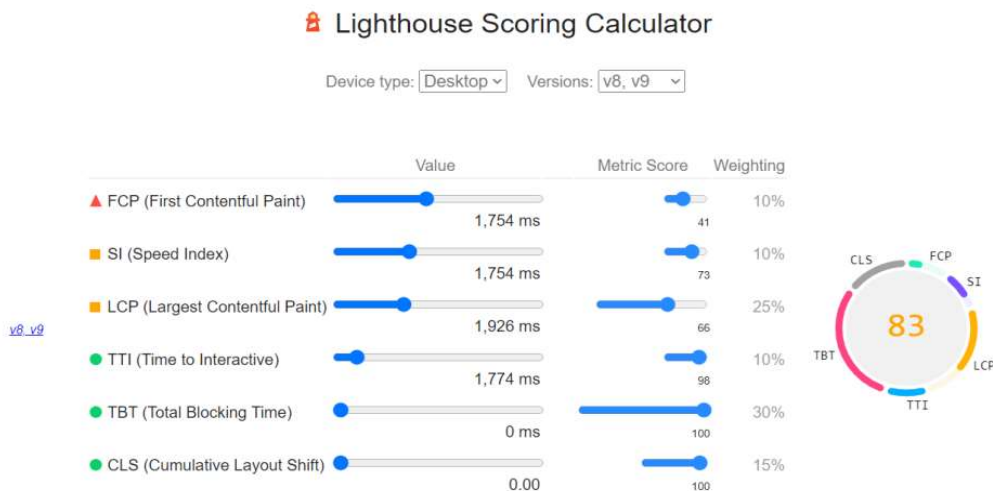 Lighthouse Scoring Calculator
Device type: Desktop Versions: v8, v9
Value Metric Score Weighting
FCP (First Contentful Paint) 10%
1,754 ms 41
SI (Speed Index) 10%
1,754 ms 73
LCP (Largest Contentful Paint) 25%
1,926 ms 66
v8, v9
TTI (Time to Interactive) 10%
1,774 ms 98
TBT (Total Blocking Time) 30%
0 ms 100
CLS (Cumulative Layout Shift) 15%
0.00 100
CLS FCP
SI
83
TBT LCP
TTI